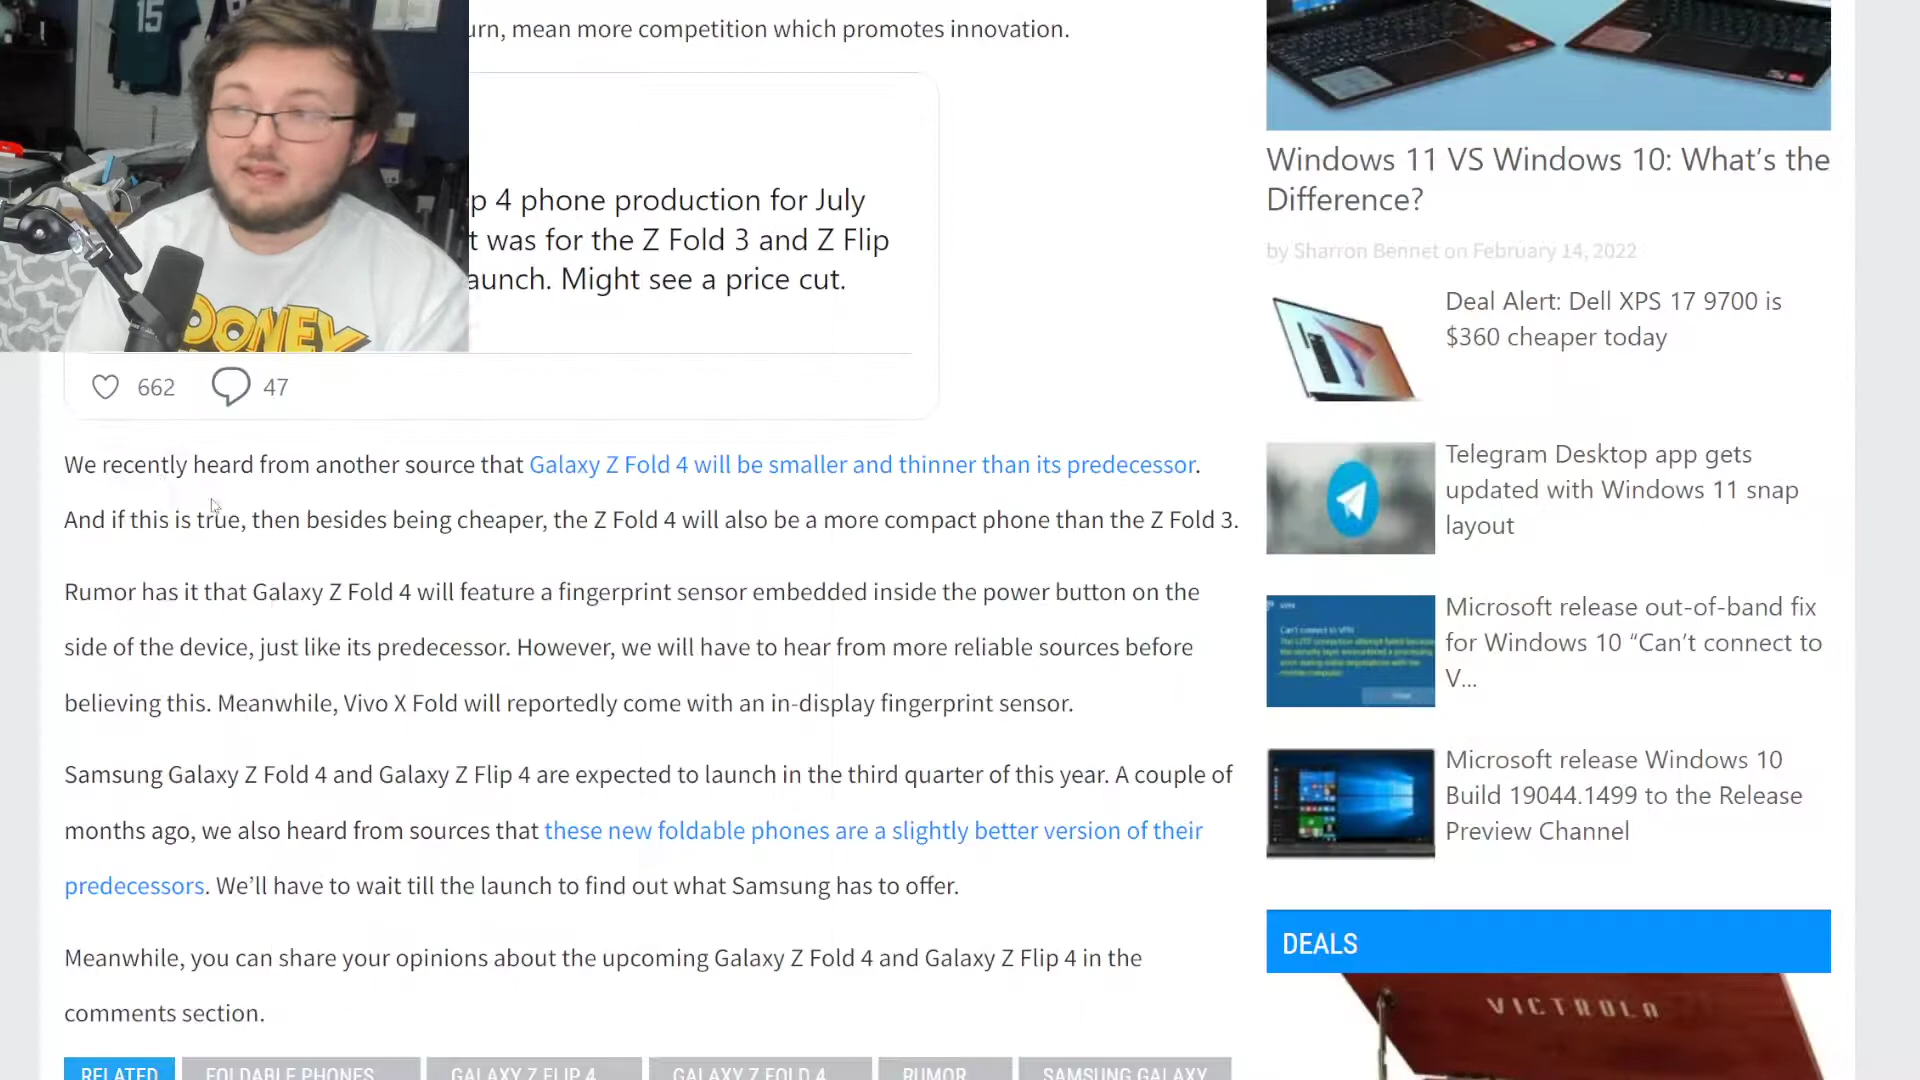 15
urn, mean more competition which promotes innovation.
p 4 phone production for July
t was for the Z Fold 3 and Z Flip
aunch. Might see a price cut.
662
47
OONEY
We recently heard from another source that Galaxy Z Fold 4 will be smaller and thinner than its predecessor.
And if this is true, then besides being cheaper, the Z Fold 4 will also be a more compact phone than the Z Fold 3.
Rumor has it that Galaxy Z Fold 4 will feature a fingerprint sensor embedded inside the power button on the
side of the device, just like its predecessor. However, we will have to hear from more reliable sources before
believing this. Meanwhile, Vivo X Fold will reportedly come with an in-display fingerprint sensor.
Samsung Galaxy Z Fold 4 and Galaxy Z Flip 4 are expected to launch in the third quarter of this year. A couple of
months ago, we also heard from sources that these new foldable phones are a slightly better version of their
predecessors. We’ll have to wait till the launch to find out what Samsung has to offer.
Meanwhile, you can share your opinions about the upcoming Galaxy Z Fold 4 and Galaxy Z Flip 4 in the
comments section.
RELATED
FOLDABLE PHONES
GALAXY Z FLIP 4
GALAXY Z FOLD 4
RUMOR
SAMSUNG GALAXY
Windows 11 VS Windows 10: What’s the
Difference?
by Sharron Bennet on February 14, 2022
Deal Alert: Dell XPS 17 9700 is
$360 cheaper today
Telegram Desktop app gets
updated with Windows 11 snap
layout
Can't connect to VPN
Microsoft release out-of-band fix
for Windows 10 “Can’t connect to
V...
Microsoft release Windows 10
Build 19044.1499 to the Release
Preview Channel
DEALS
VICTROLA